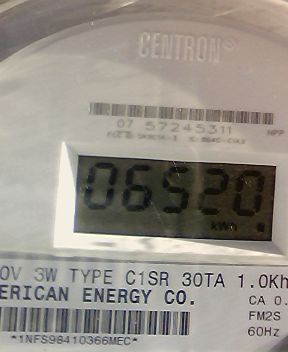 CENTRON®
07 57245311
06520
kWh
0V 3W TYPE C1SR 30TA 1.0Kh
ERICAN ENERGY CO.
CA 0.
FM2S
60Hz
*1NFS98410366MEC*